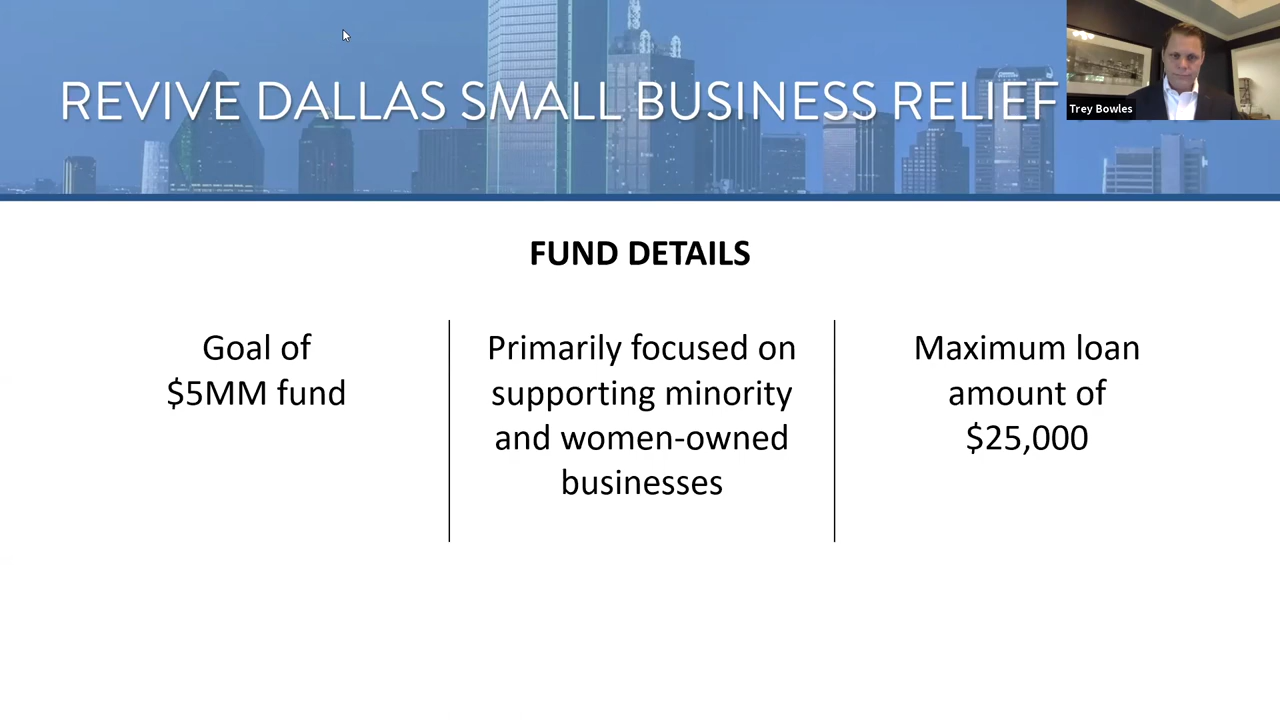 REVIVE DALLAS SMALL BUSINESS RELIEF
Trey Bowles
FUND DETAILS
Goal of
$5MM fund
Primarily focused on
supporting minority
and women-owned
businesses
Maximum loan
amount of
$25,000